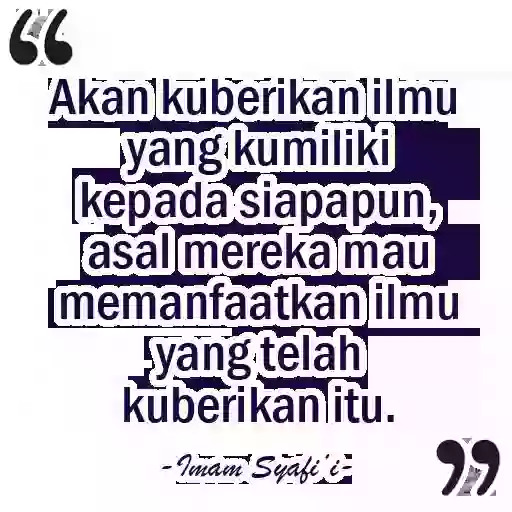 Akan kuberikan ilmu
yang kumiliki
kepada siapapun,
asal mereka mau
memanfaatkan ilmu
yang telah
kuberikan itu.
-Imam Syafi'i-